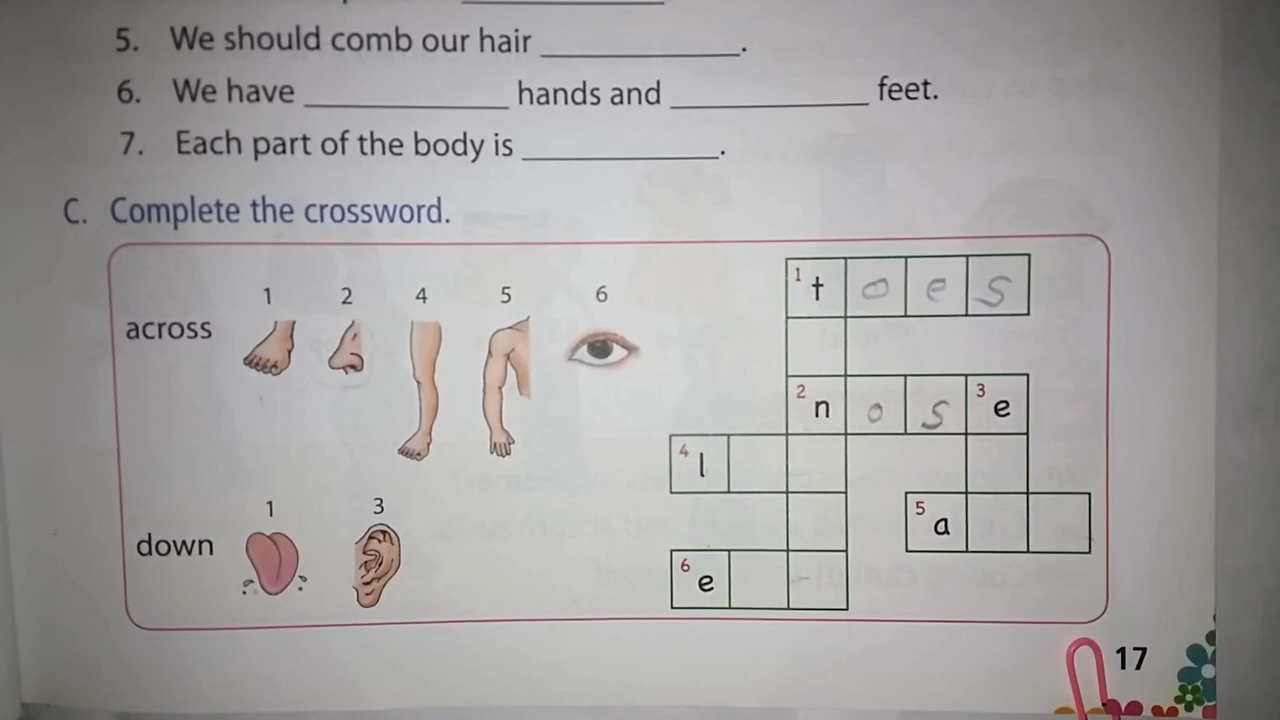 5. We should comb our hair ____________.
6. We have ____________ hands and ____________ feet.
7. Each part of the body is ____________.
C. Complete the crossword.
across 1 2 4 5 6
down 1 3
1 t o e s
2 n o s 3 e
4 l
5 a
6 e
17